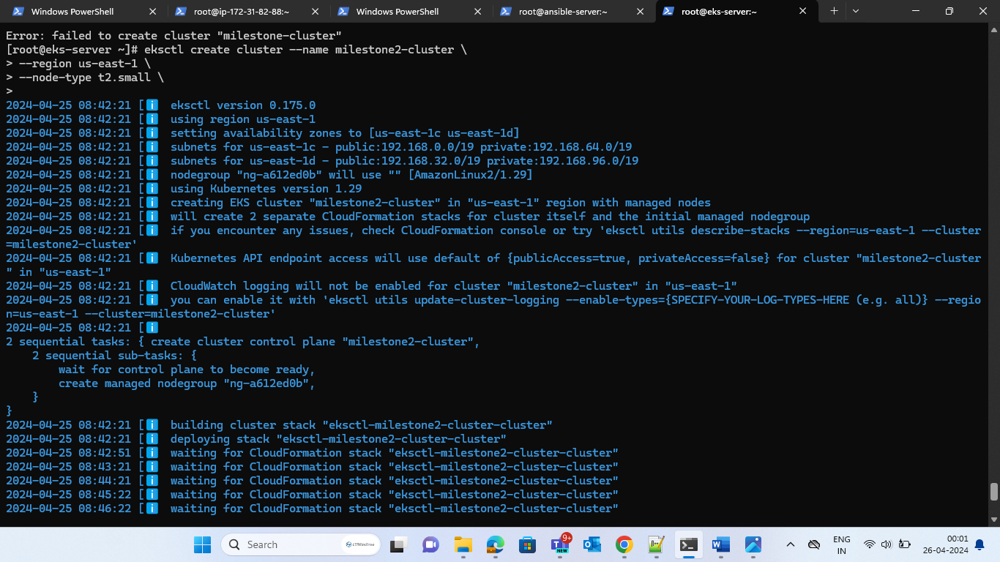 Windows PowerShell
root@ip-172-31-82-88:~
Windows PowerShell
root@ansible-server:~
root@eks-server:~
Error: failed to create cluster "milestone-cluster"
[root@eks-server ~]# eksctl create cluster --name milestone2-cluster \
> --region us-east-1 \
> --node-type t2.small \
>
2024-04-25 08:42:21 [ℹ  eksctl version 0.175.0
2024-04-25 08:42:21 [ℹ  using region us-east-1
2024-04-25 08:42:21 [ℹ  setting availability zones to [us-east-1c us-east-1d]
2024-04-25 08:42:21 [ℹ  subnets for us-east-1c - public:192.168.0.0/19 private:192.168.64.0/19
2024-04-25 08:42:21 [ℹ  subnets for us-east-1d - public:192.168.32.0/19 private:192.168.96.0/19
2024-04-25 08:42:21 [ℹ  nodegroup "ng-a612ed0b" will use "" [AmazonLinux2/1.29]
2024-04-25 08:42:21 [ℹ  using Kubernetes version 1.29
2024-04-25 08:42:21 [ℹ  creating EKS cluster "milestone2-cluster" in "us-east-1" region with managed nodes
2024-04-25 08:42:21 [ℹ  will create 2 separate CloudFormation stacks for cluster itself and the initial managed nodegroup
2024-04-25 08:42:21 [ℹ  if you encounter any issues, check CloudFormation console or try 'eksctl utils describe-stacks --region=us-east-1 --cluster
=milestone2-cluster'
2024-04-25 08:42:21 [ℹ  Kubernetes API endpoint access will use default of {publicAccess=true, privateAccess=false} for cluster "milestone2-cluster
" in "us-east-1"
2024-04-25 08:42:21 [ℹ  CloudWatch logging will not be enabled for cluster "milestone2-cluster" in "us-east-1"
2024-04-25 08:42:21 [ℹ  you can enable it with 'eksctl utils update-cluster-logging --enable-types={SPECIFY-YOUR-LOG-TYPES-HERE (e.g. all)} --regio
n=us-east-1 --cluster=milestone2-cluster'
2024-04-25 08:42:21 [ℹ
2 sequential tasks: { create cluster control plane "milestone2-cluster",
    2 sequential sub-tasks: {
        wait for control plane to become ready,
        create managed nodegroup "ng-a612ed0b",
    }
}
2024-04-25 08:42:21 [ℹ  building cluster stack "eksctl-milestone2-cluster-cluster"
2024-04-25 08:42:21 [ℹ  deploying stack "eksctl-milestone2-cluster-cluster"
2024-04-25 08:42:51 [ℹ  waiting for CloudFormation stack "eksctl-milestone2-cluster-cluster"
2024-04-25 08:43:21 [ℹ  waiting for CloudFormation stack "eksctl-milestone2-cluster-cluster"
2024-04-25 08:44:21 [ℹ  waiting for CloudFormation stack "eksctl-milestone2-cluster-cluster"
2024-04-25 08:45:22 [ℹ  waiting for CloudFormation stack "eksctl-milestone2-cluster-cluster"
2024-04-25 08:46:22 [ℹ  waiting for CloudFormation stack "eksctl-milestone2-cluster-cluster"
Search
LTIMindtree
9+
NEW
ENG
IN
00:01
26-04-2024